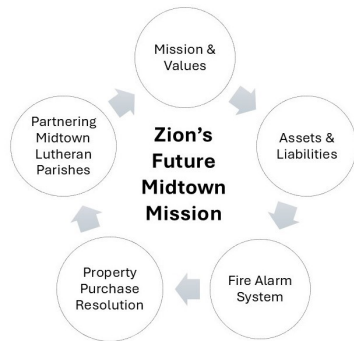 Mission &
Values
Partnering
Midtown
Lutheran
Parishes
Zion's
Future
Midtown
Mission
Assets &
Liabilities
Property
Purchase
Resolution
Fire Alarm
System